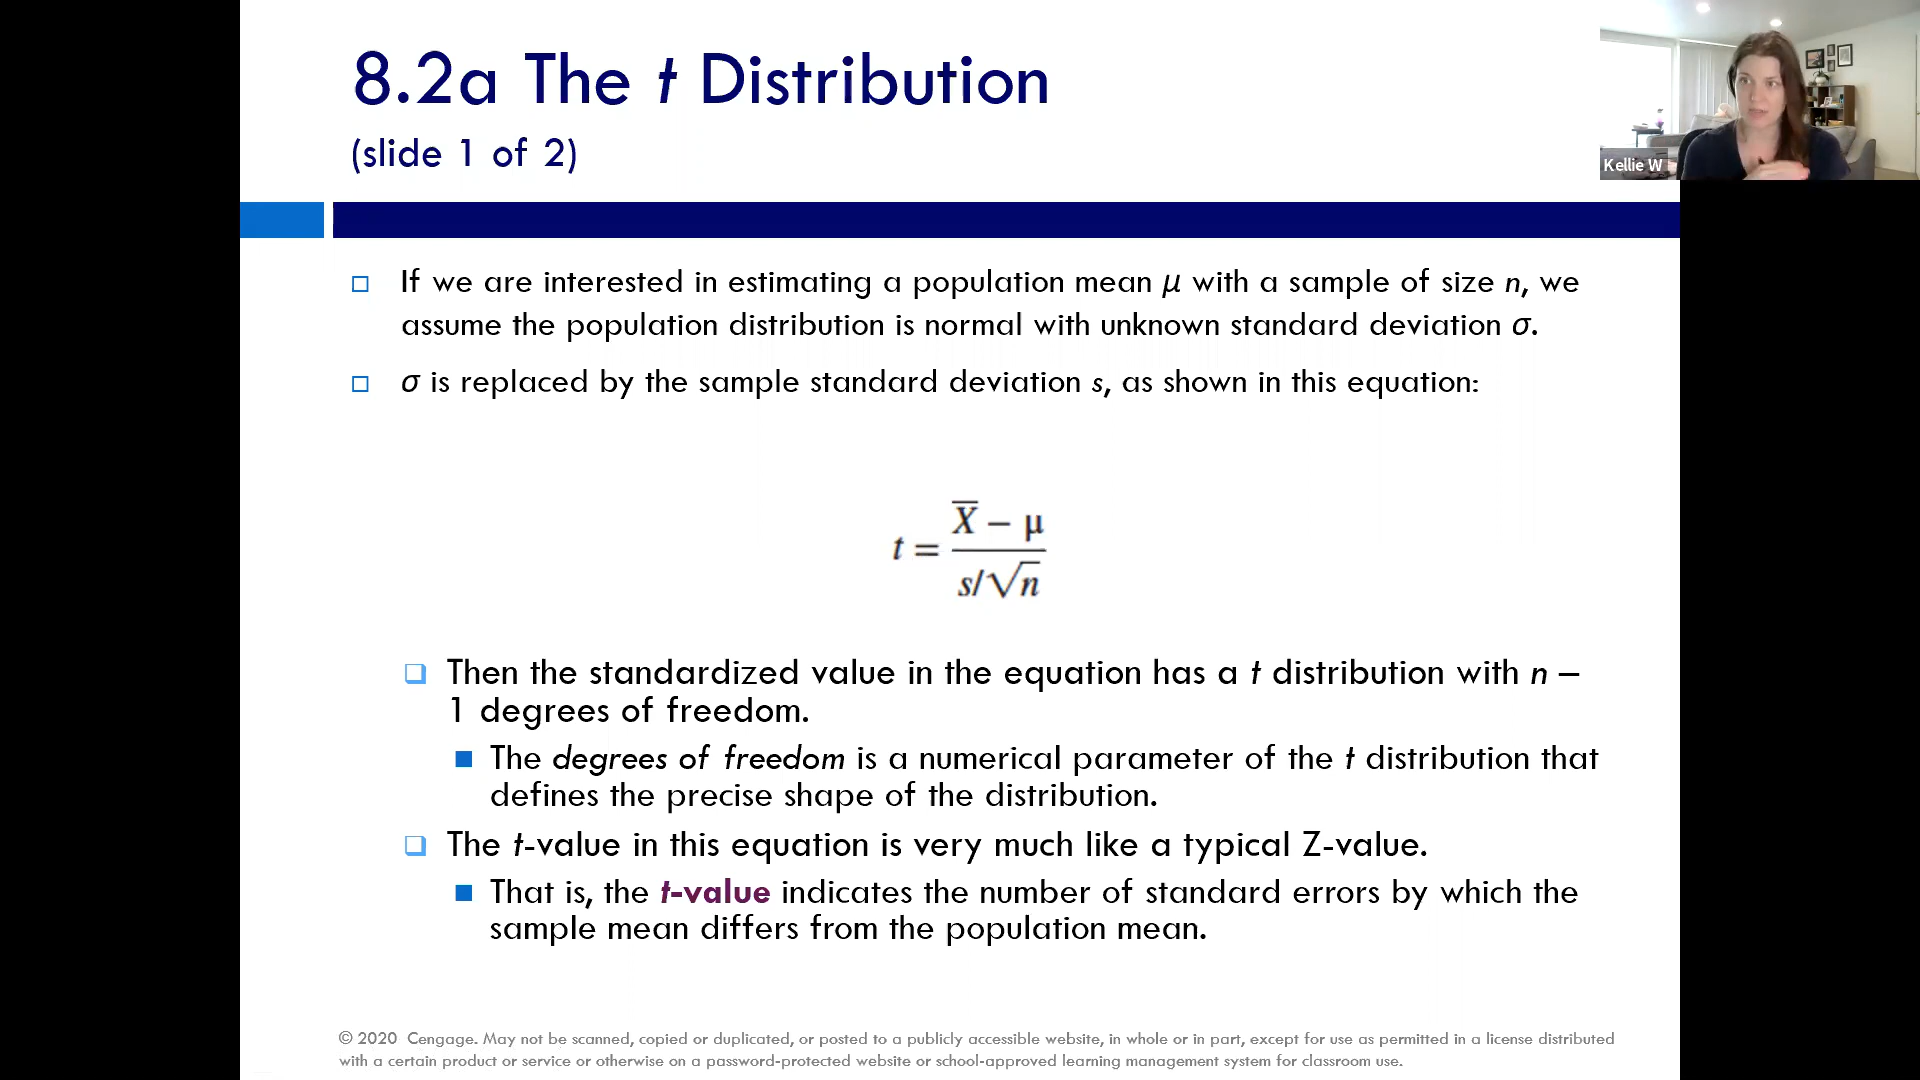 8.2a The t Distribution
(slide 1 of 2)
Kellie W
If we are interested in estimating a population mean μ with a sample of size n, we
assume the population distribution is normal with unknown standard deviation σ.
σ is replaced by the sample standard deviation s, as shown in this equation:
t = (X̅ − μ) / (s/√n)
Then the standardized value in the equation has a t distribution with n –
1 degrees of freedom.
The degrees of freedom is a numerical parameter of the t distribution that
defines the precise shape of the distribution.
The t-value in this equation is very much like a typical Z-value.
That is, the t-value indicates the number of standard errors by which the
sample mean differs from the population mean.
© 2020 Cengage. May not be scanned, copied or duplicated, or posted to a publicly accessible website, in whole or in part, except for use as permitted in a license distributed
with a certain product or service or otherwise on a password-protected website or school-approved learning management system for classroom use.